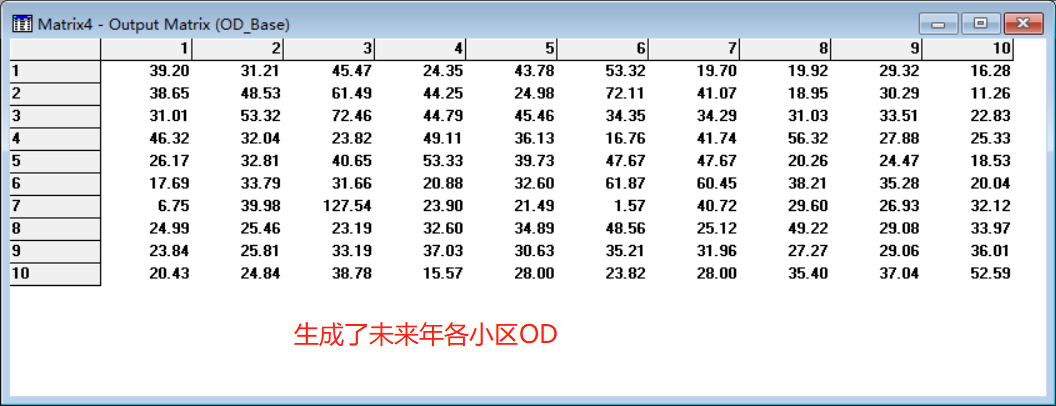 Matrix4 - Output Matrix (OD_Base)
1 2 3 4 5 6 7 8 9 10
1 39.20 31.21 45.47 24.35 43.78 53.32 19.70 19.92 29.32 16.28
2 38.65 48.53 61.49 44.25 24.98 72.11 41.07 18.95 30.29 11.26
3 31.01 53.32 72.46 44.79 45.46 34.35 34.29 31.03 33.51 22.83
4 46.32 32.04 23.82 49.11 36.13 16.76 41.74 56.32 27.88 25.33
5 26.17 32.81 40.65 53.33 39.73 47.67 47.67 20.26 24.47 18.53
6 17.69 33.79 31.66 20.88 32.60 61.87 60.45 38.21 35.28 20.04
7 6.75 39.98 127.54 23.90 21.49 1.57 40.72 29.60 26.93 32.12
8 24.99 25.46 23.19 32.60 34.89 48.56 25.12 49.22 29.08 33.97
9 23.84 25.81 33.19 37.03 30.63 35.21 31.96 27.27 29.06 36.01
10 20.43 24.84 38.78 15.57 28.00 23.82 28.00 35.40 37.04 52.59
生成了未来年各小区OD